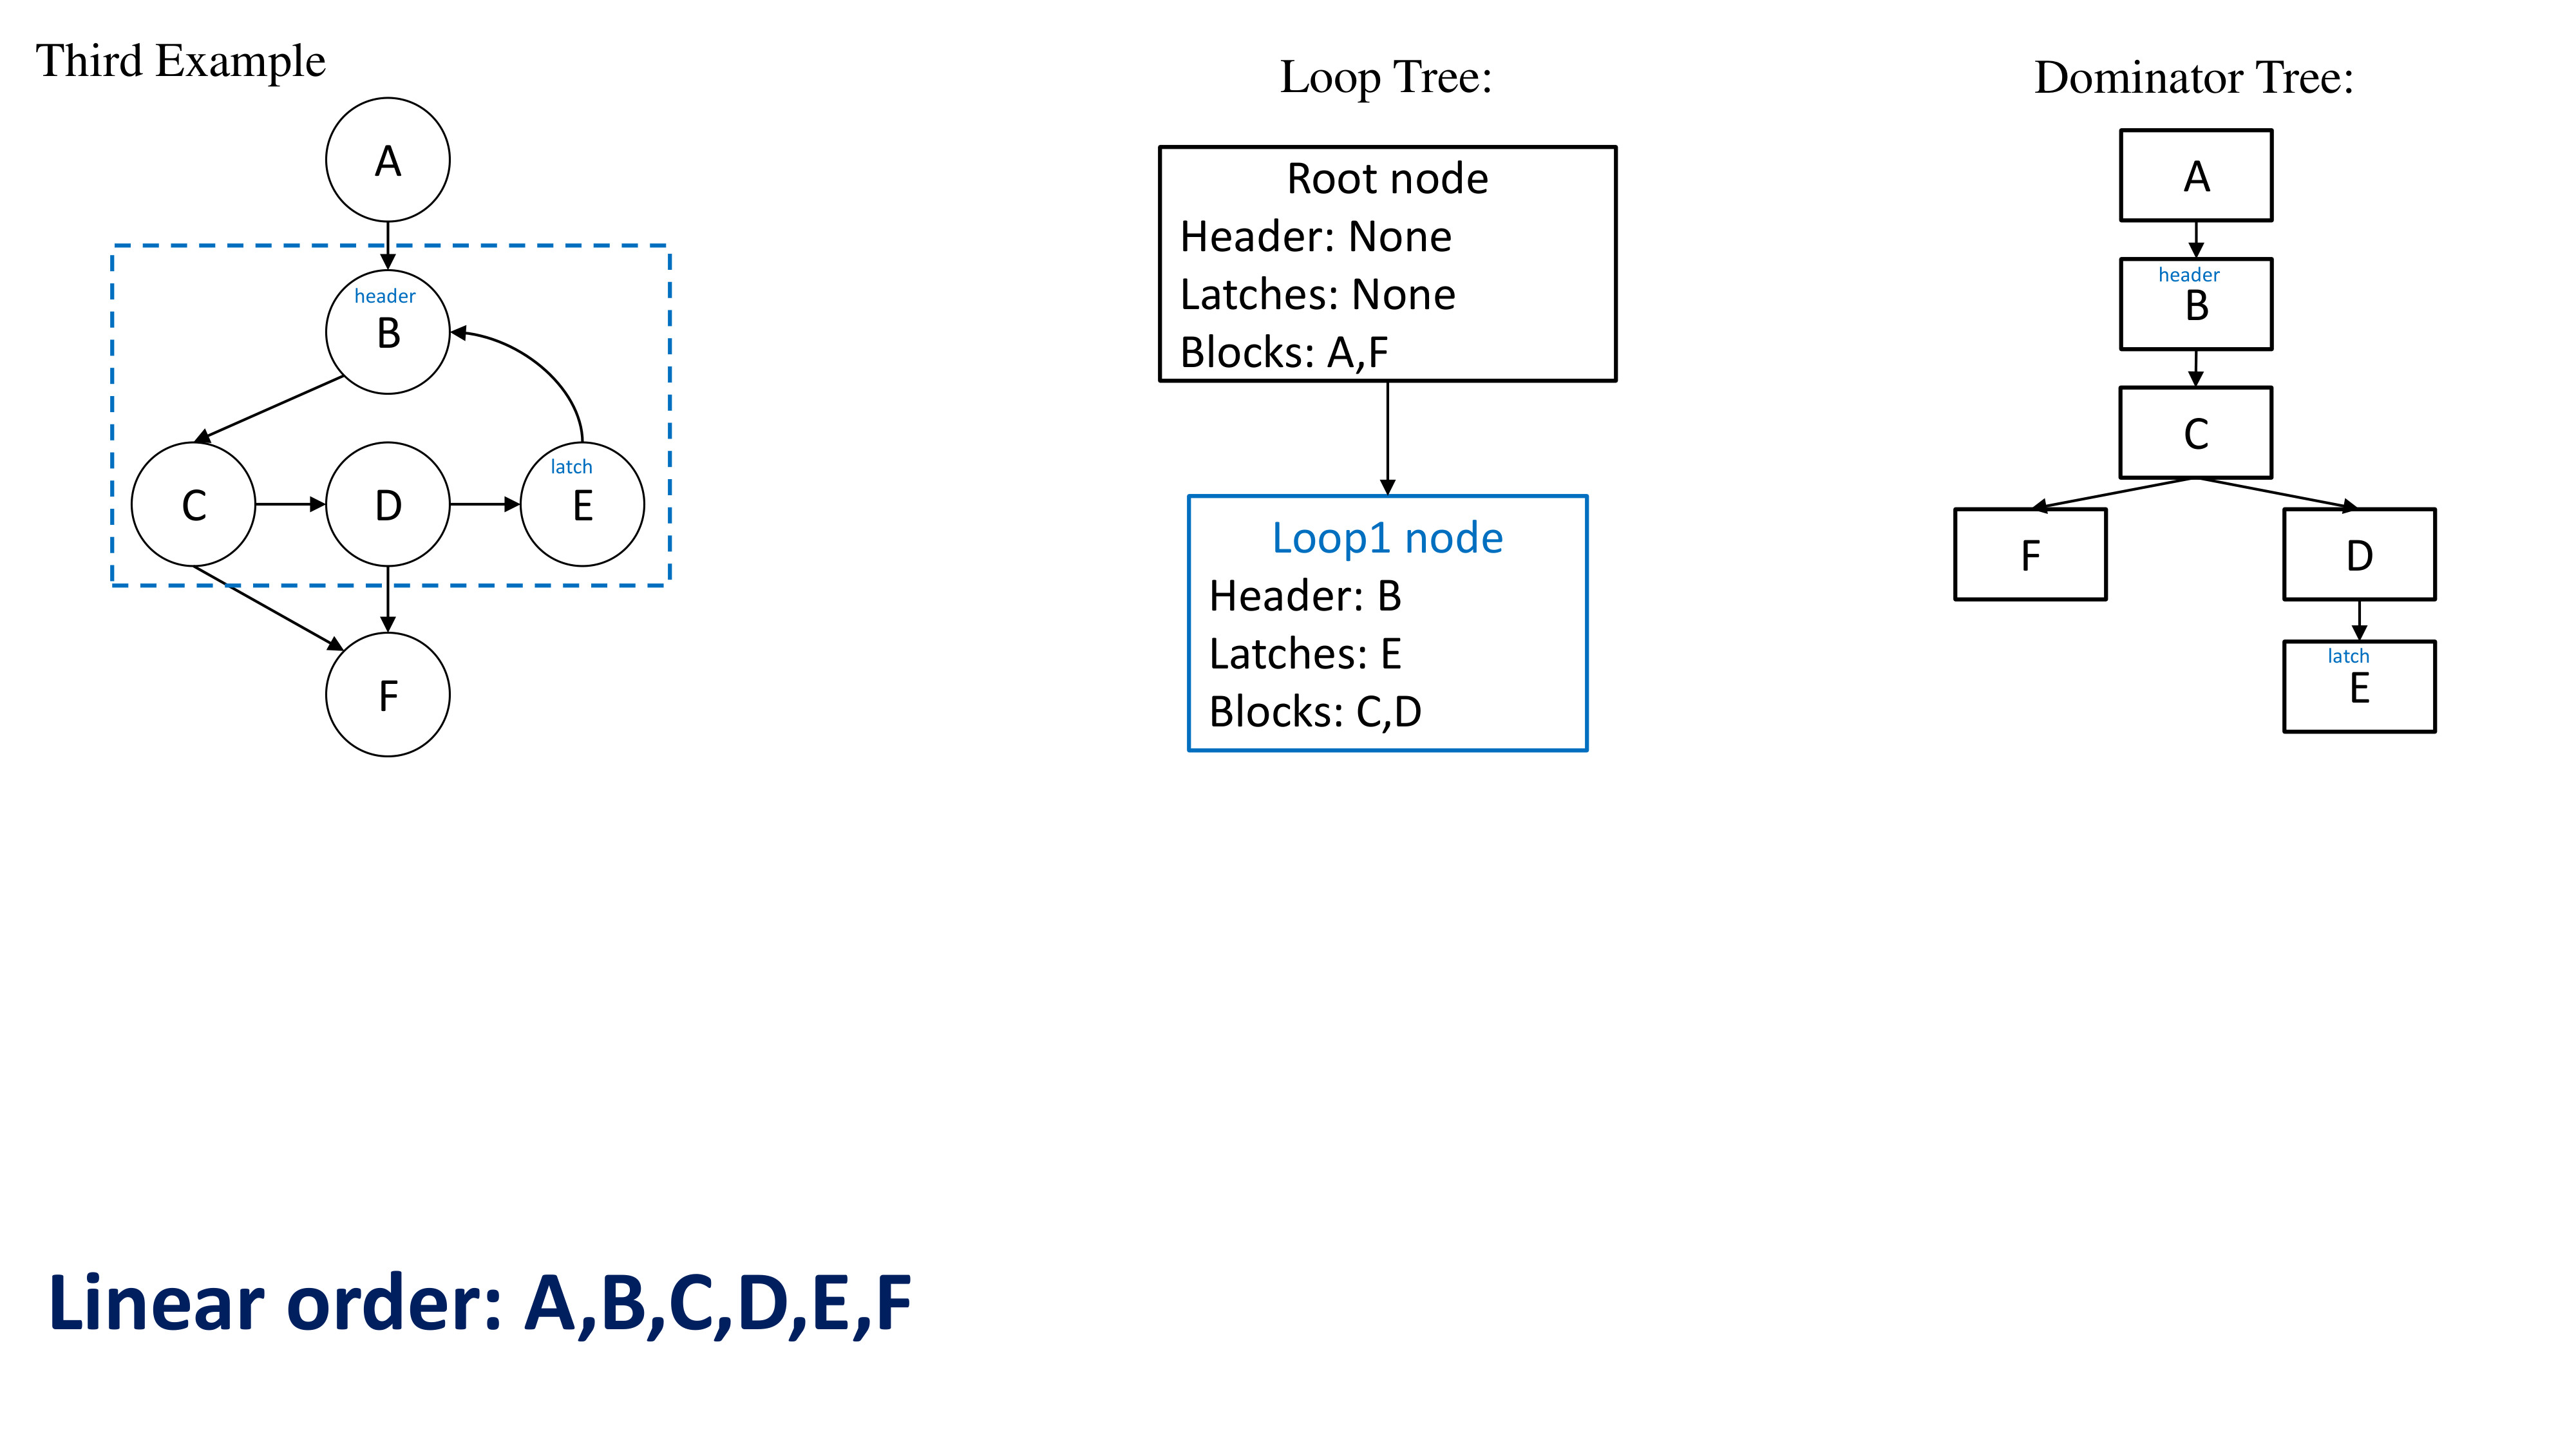 Third Example
A
header
B
C
D
latch
E
F
Loop Tree:
Root node
Header: None
Latches: None
Blocks: A,F
Loop1 node
Header: B
Latches: E
Blocks: C,D
Dominator Tree:
A
header
B
C
F
D
latch
E
Linear order: A,B,C,D,E,F